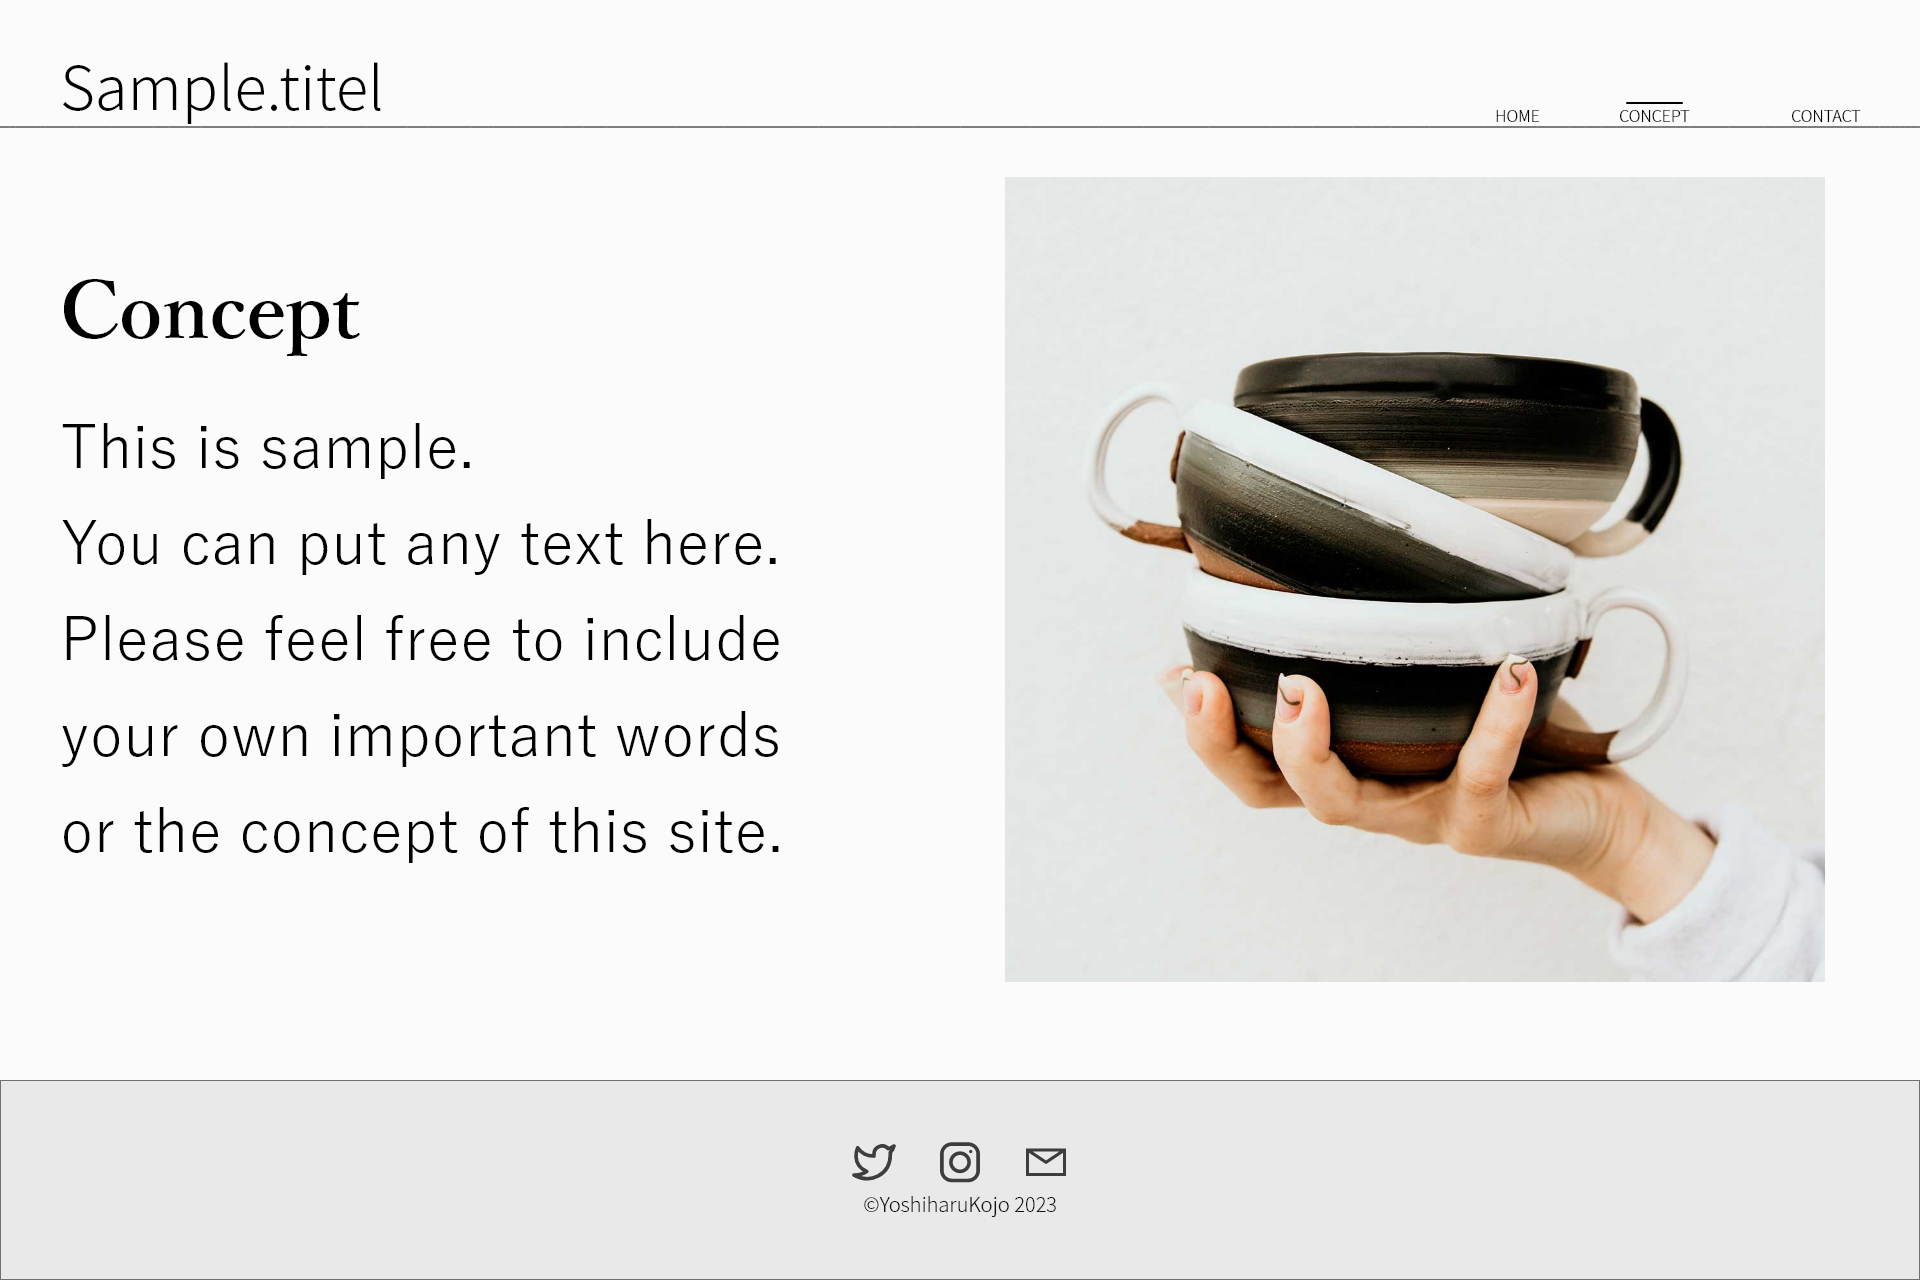 Sample.titel
HOME
CONCEPT
CONTACT
Concept
This is sample.
You can put any text here.
Please feel free to include
your own important words
or the concept of this site.
©YoshiharuKojo 2023